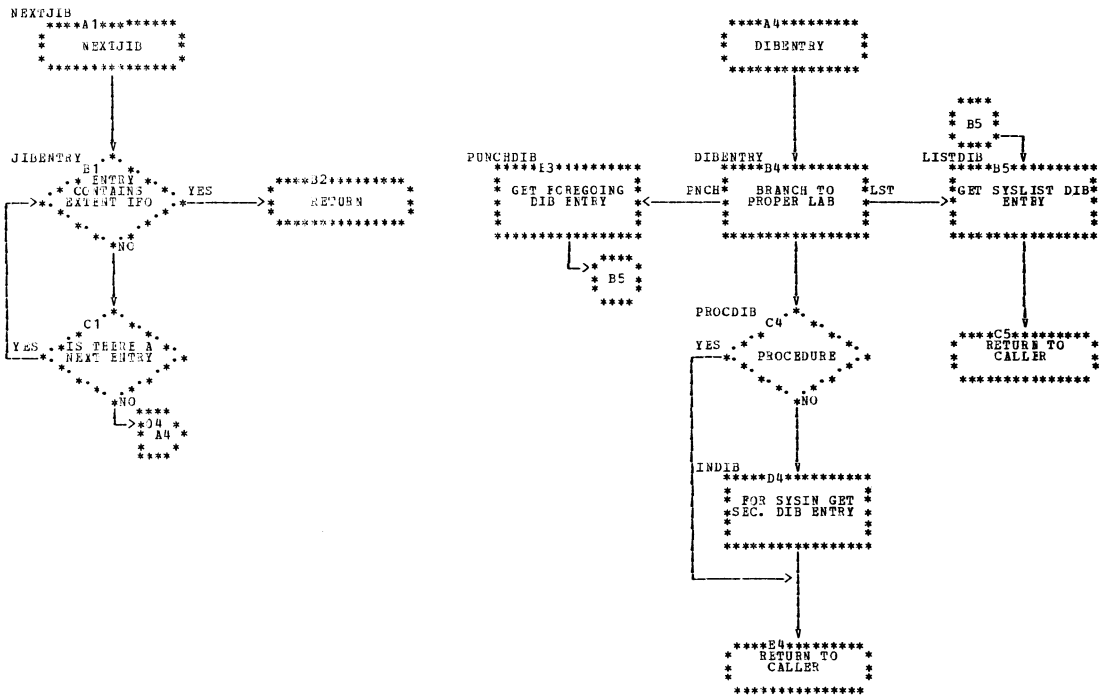 NEXTJIB
A1
NEXTJIB
JIBENTRY
B1
ENTRY
CONTAINS
EXTENT IFO
YES
B2
RETURN
NO
C1
IS THERE A
NEXT ENTRY
YES
NO
04
A4
A4
DIBENTRY
DIBENTRY
B4
BRANCH TO
PROPER LAB
PNCH
LST
PUNCHDIB
B3
GET FOREGOING
DIB ENTRY
B5
B5
LISTDIB
B5
GET SYSLIST DIB
ENTRY
C5
RETURN TO
CALLER
PROCDIB
C4
PROCEDURE
YES
NO
INDIB
D4
FOR SYSIN GET
SEC. DIB ENTRY
E4
RETURN TO
CALLER